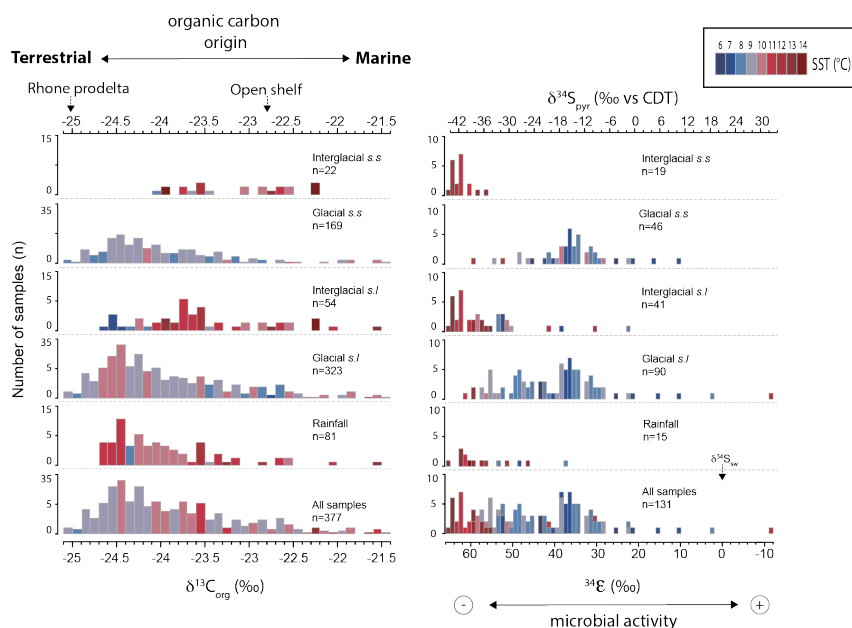 organic carbon
origin
Terrestrial
Marine
6 7 8 9 10 11 12 13 14
SST (°C)
Rhone prodelta
Open shelf
-25 -24.5 -24 -23.5 -23 -22.5 -22 -21.5
δ³⁴Spyr (‰ vs CDT)
-42 -36 -30 -24 -18 -12 -6 0 6 12 18 24 30
Number of samples (n)
15
0
Interglacial s.s
n=22
10
5
0
Interglacial s.s
n=19
35
5
0
Glacial s.s
n=169
10
5
0
Glacial s.s
n=46
15
5
0
Interglacial s.l
n=54
10
5
0
Interglacial s.l
n=41
35
5
0
Glacial s.l
n=323
10
5
0
Glacial s.l
n=90
15
5
0
Rainfall
n=81
10
5
0
Rainfall
n=15
δ³⁴Ssw
35
5
0
All samples
n=377
10
5
0
All samples
n=131
-25 -24.5 -24 -23.5 -23 -22.5 -22 -21.5
δ¹³Corg (‰)
60 50 40 30 20 10 0 -10
³⁴Ɛ (‰)
- +
microbial activity